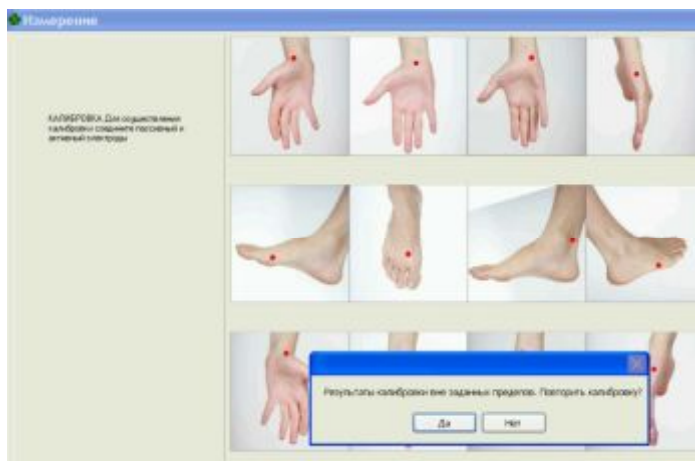 Измерение
КАЛИБРОВКА. Для осуществления
калибровки соедините пассивный и
активный электроды
Результаты калибровки вне заданных пределов. Повторить калибровку?
Да
Нет